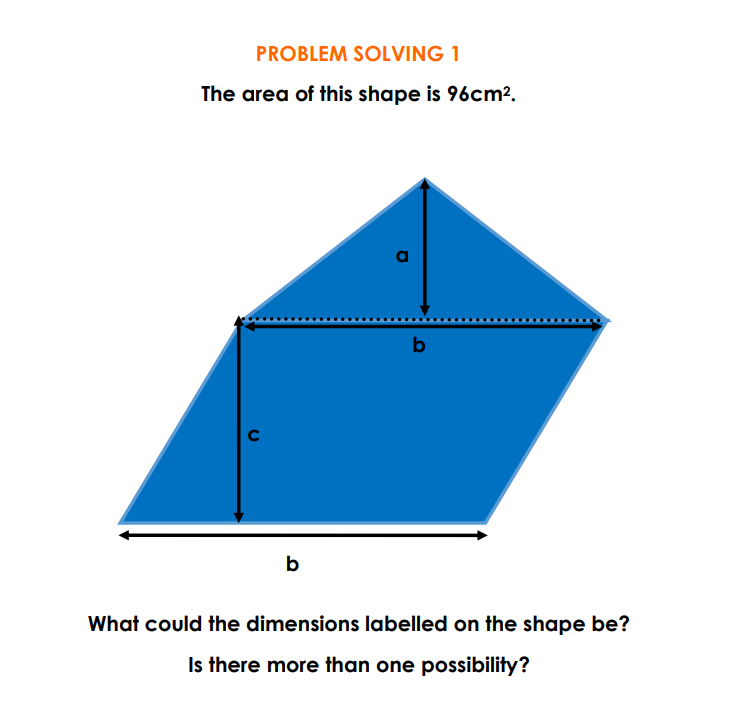 PROBLEM SOLVING 1
The area of this shape is 96cm².
a
b
c
b
What could the dimensions labelled on the shape be?
Is there more than one possibility?